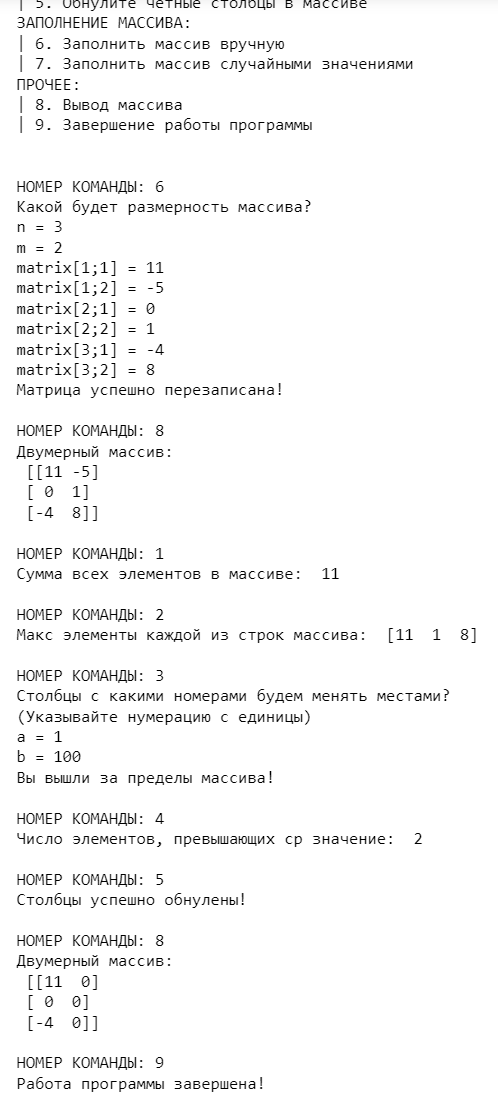 | 5. Обнулите четные столбцы в массиве
ЗАПОЛНЕНИЕ МАССИВА:
| 6. Заполнить массив вручную
| 7. Заполнить массив случайными значениями
ПРОЧЕЕ:
| 8. Вывод массива
| 9. Завершение работы программы
НОМЕР КОМАНДЫ: 6
Какой будет размерность массива?
n = 3
m = 2
matrix[1;1] = 11
matrix[1;2] = -5
matrix[2;1] = 0
matrix[2;2] = 1
matrix[3;1] = -4
matrix[3;2] = 8
Матрица успешно перезаписана!
НОМЕР КОМАНДЫ: 8
Двумерный массив:
[[11 -5]
[ 0  1]
[-4  8]]
НОМЕР КОМАНДЫ: 1
Сумма всех элементов в массиве:  11
НОМЕР КОМАНДЫ: 2
Макс элементы каждой из строк массива:  [11  1  8]
НОМЕР КОМАНДЫ: 3
Столбцы с какими номерами будем менять местами?
(Указывайте нумерацию с единицы)
a = 1
b = 100
Вы вышли за пределы массива!
НОМЕР КОМАНДЫ: 4
Число элементов, превышающих ср значение:  2
НОМЕР КОМАНДЫ: 5
Столбцы успешно обнулены!
НОМЕР КОМАНДЫ: 8
Двумерный массив:
[[11  0]
[ 0  0]
[-4  0]]
НОМЕР КОМАНДЫ: 9
Работа программы завершена!